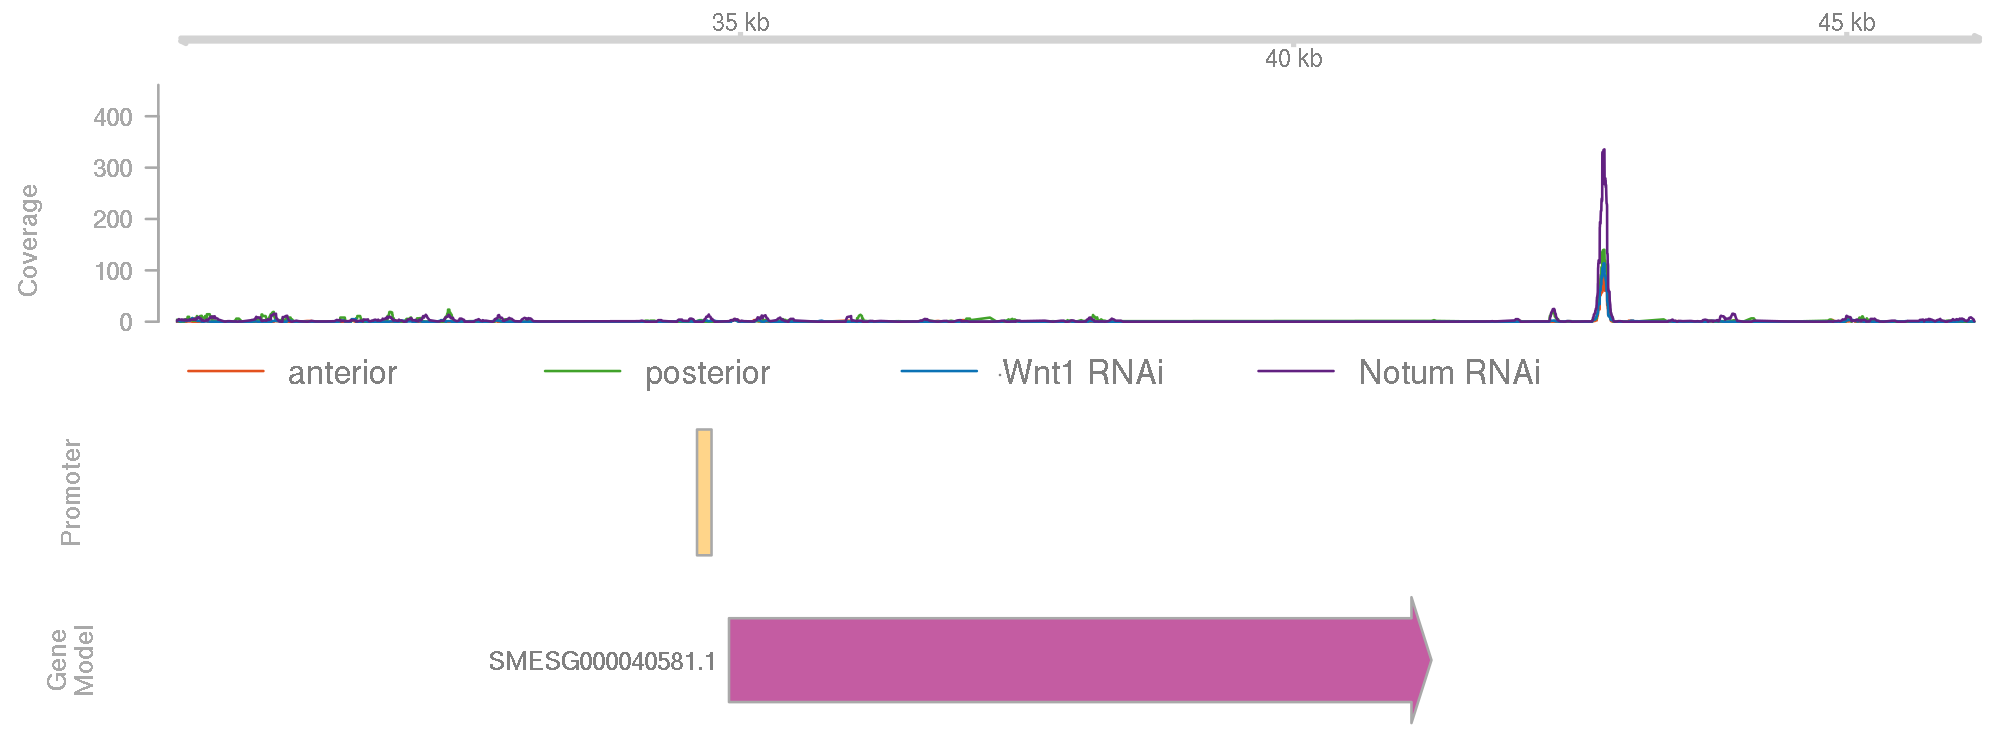 35 kb
45 kb
40 kb
Coverage
400
300
200
100
0
anterior posterior Wnt1 RNAi Notum RNAi
Promoter
Gene
Model
SMESG000040581.1